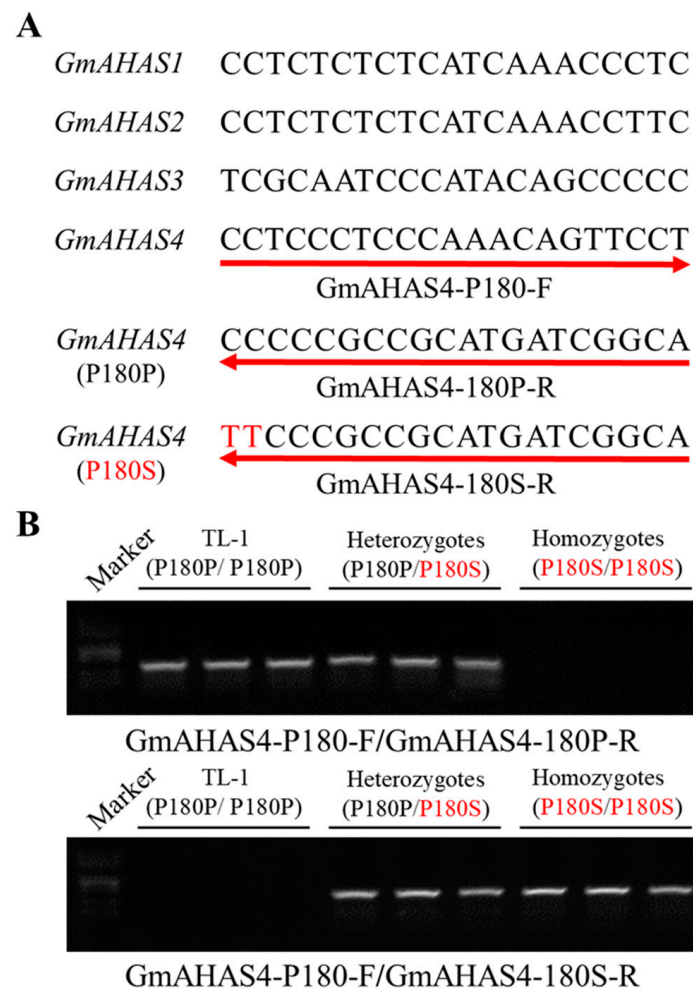 A
GmAHAS1 CCTCTCTCTCATCAAACCCTC
GmAHAS2 CCTCTCTCTCATCAAACCTTC
GmAHAS3 TCGCAATCCCATACAGCCCCC
GmAHAS4 CCTCCCTCCCAAACAGTTCCT
GmAHAS4-P180-F
GmAHAS4 CCCCCGCCGCATGATCGGCA
(P180P)
GmAHAS4-180P-R
GmAHAS4 TTCCCGCCGCATGATCGGCA
(P180S)
GmAHAS4-180S-R
B
Marker
TL-1 Heterozygotes Homozygotes
(P180P/ P180P) (P180P/P180S) (P180S/P180S)
GmAHAS4-P180-F/GmAHAS4-180P-R
Marker
TL-1 Heterozygotes Homozygotes
(P180P/ P180P) (P180P/P180S) (P180S/P180S)
GmAHAS4-P180-F/GmAHAS4-180S-R